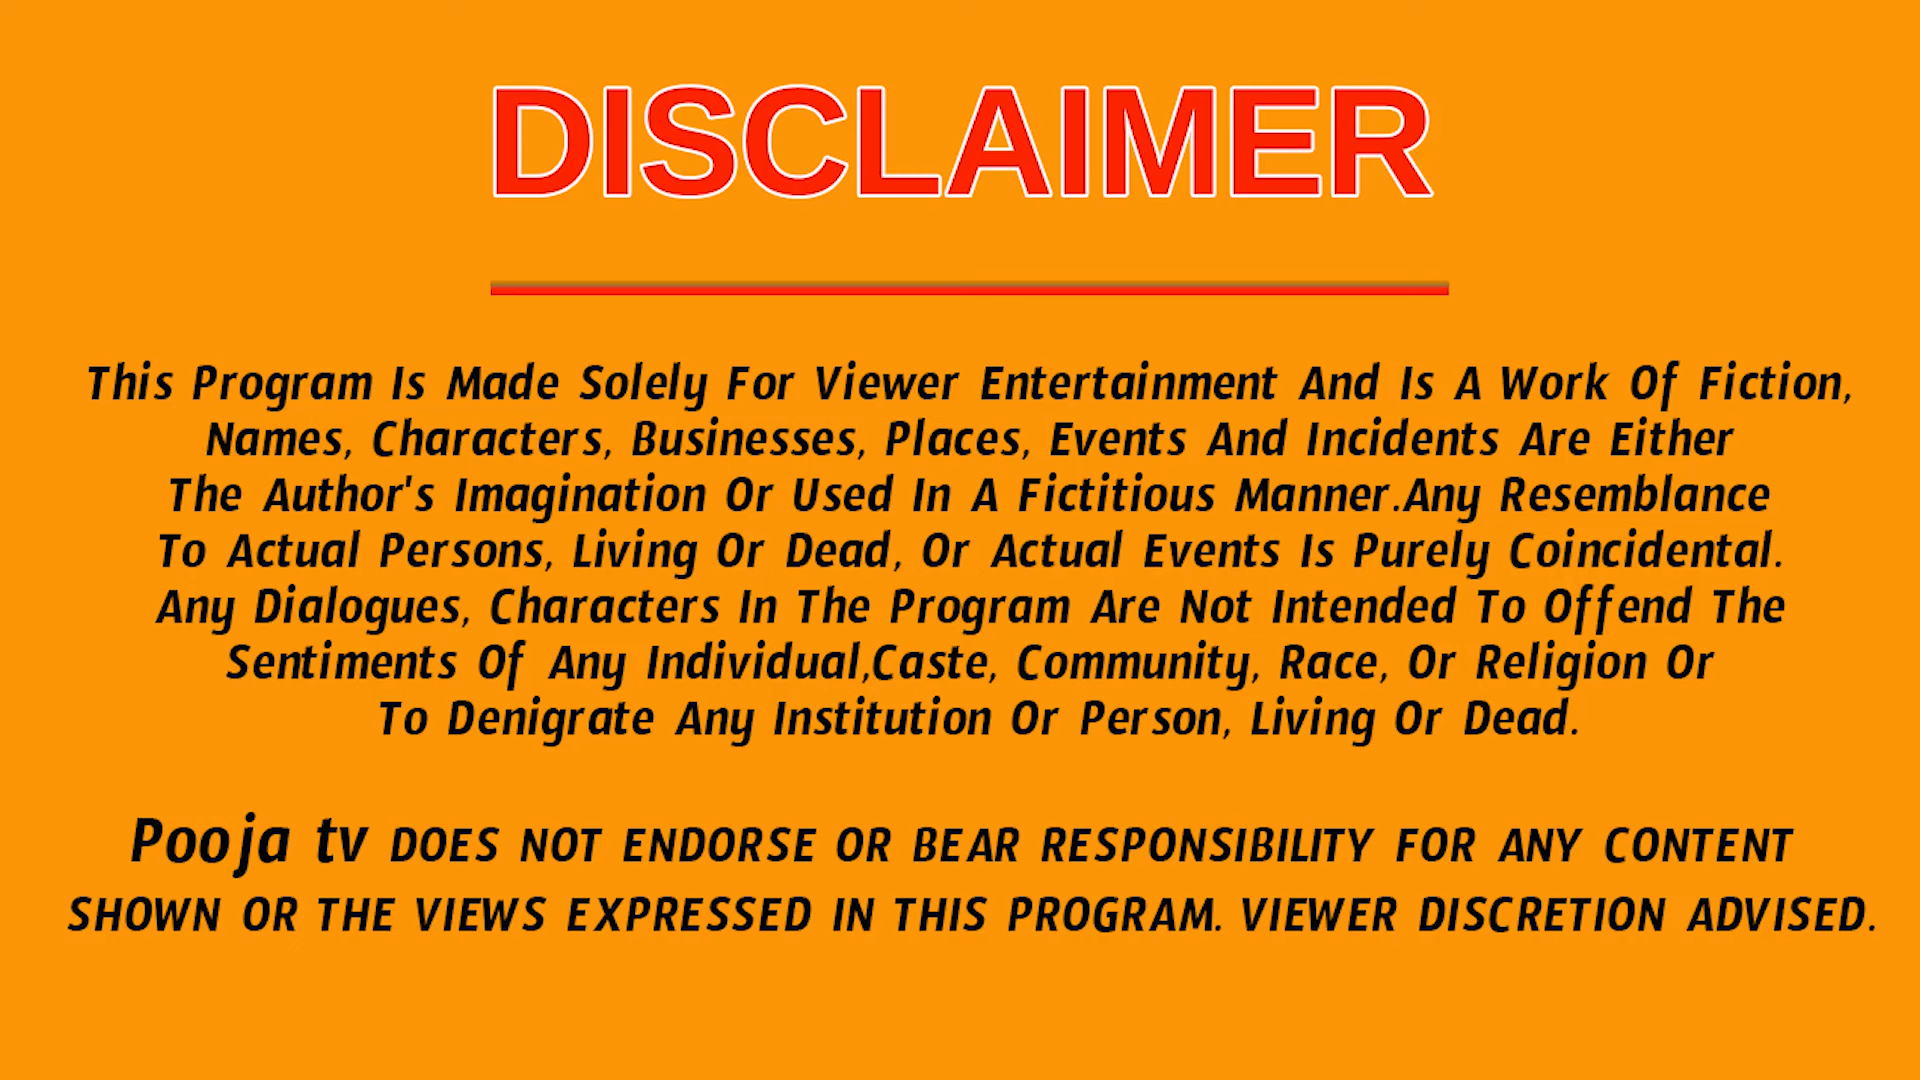 DISCLAIMER
This Program Is Made Solely For Viewer Entertainment And Is A Work Of Fiction,
Names, Characters, Businesses, Places, Events And Incidents Are Either
The Author's Imagination Or Used In A Fictitious Manner.Any Resemblance
To Actual Persons, Living Or Dead, Or Actual Events Is Purely Coincidental.
Any Dialogues, Characters In The Program Are Not Intended To Offend The
Sentiments Of Any Individual,Caste, Community, Race, Or Religion Or
To Denigrate Any Institution Or Person, Living Or Dead.
Pooja tv DOES NOT ENDORSE OR BEAR RESPONSIBILITY FOR ANY CONTENT
SHOWN OR THE VIEWS EXPRESSED IN THIS PROGRAM. VIEWER DISCRETION ADVISED.